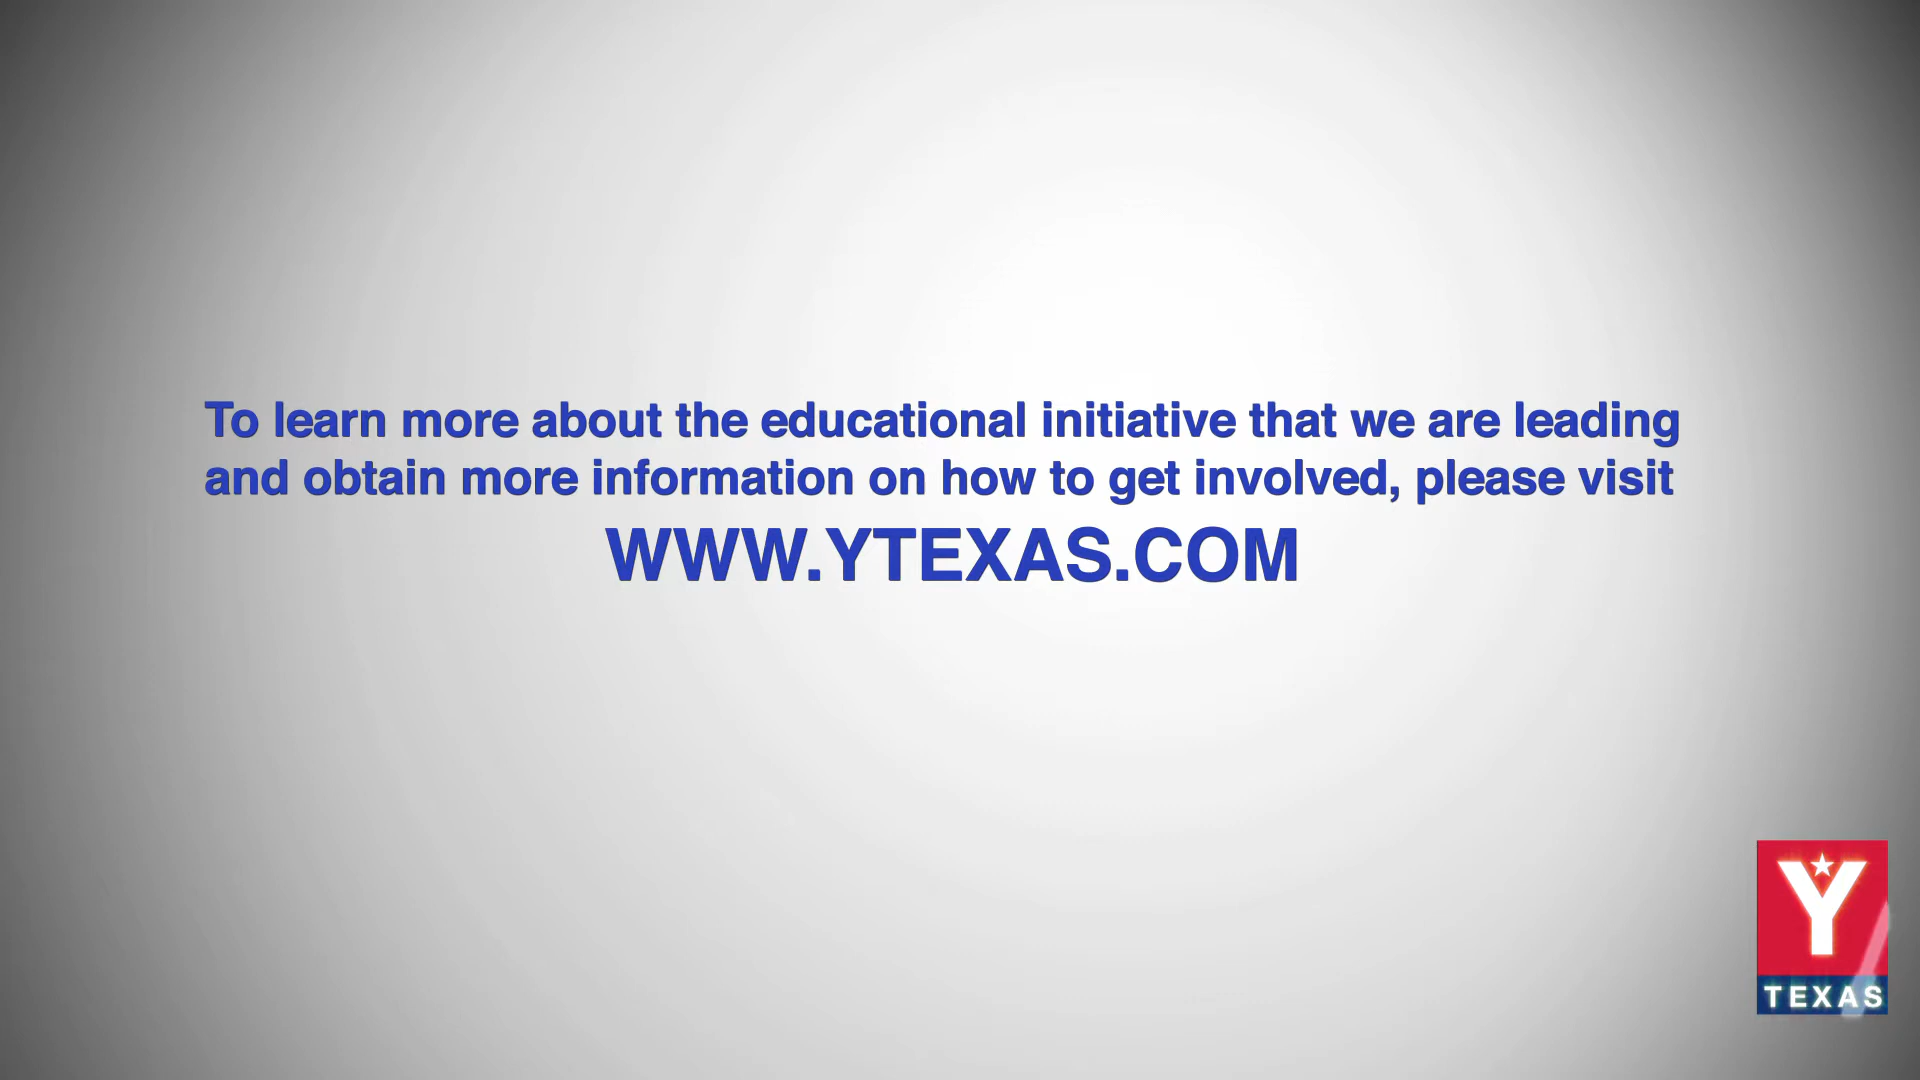 To learn more about the educational initiative that we are leading
and obtain more information on how to get involved, please visit
WWW.YTEXAS.COM
Y
TEXAS